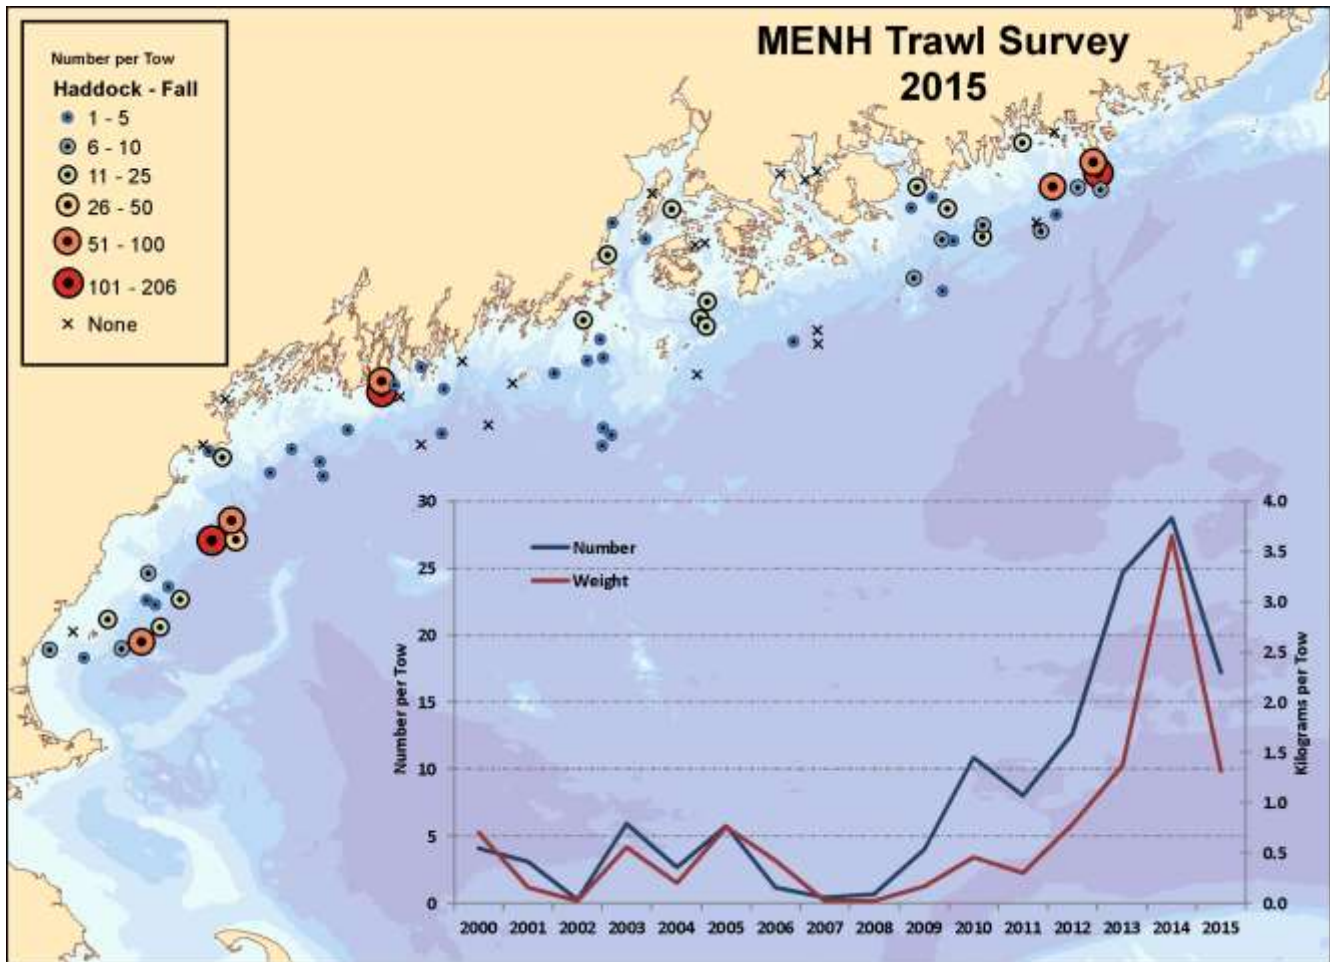 MENH Trawl Survey
2015
Number per Tow
Haddock - Fall
1 - 5
6 - 10
11 - 25
26 - 50
51 - 100
101 - 206
None
Number
Weight
Number per Tow
30
25
20
15
10
5
0
Kilograms per Tow
4.0
3.5
3.0
2.5
2.0
1.5
1.0
0.5
0.0
2000 2001 2002 2003 2004 2005 2006 2007 2008 2009 2010 2011 2012 2013 2014 2015